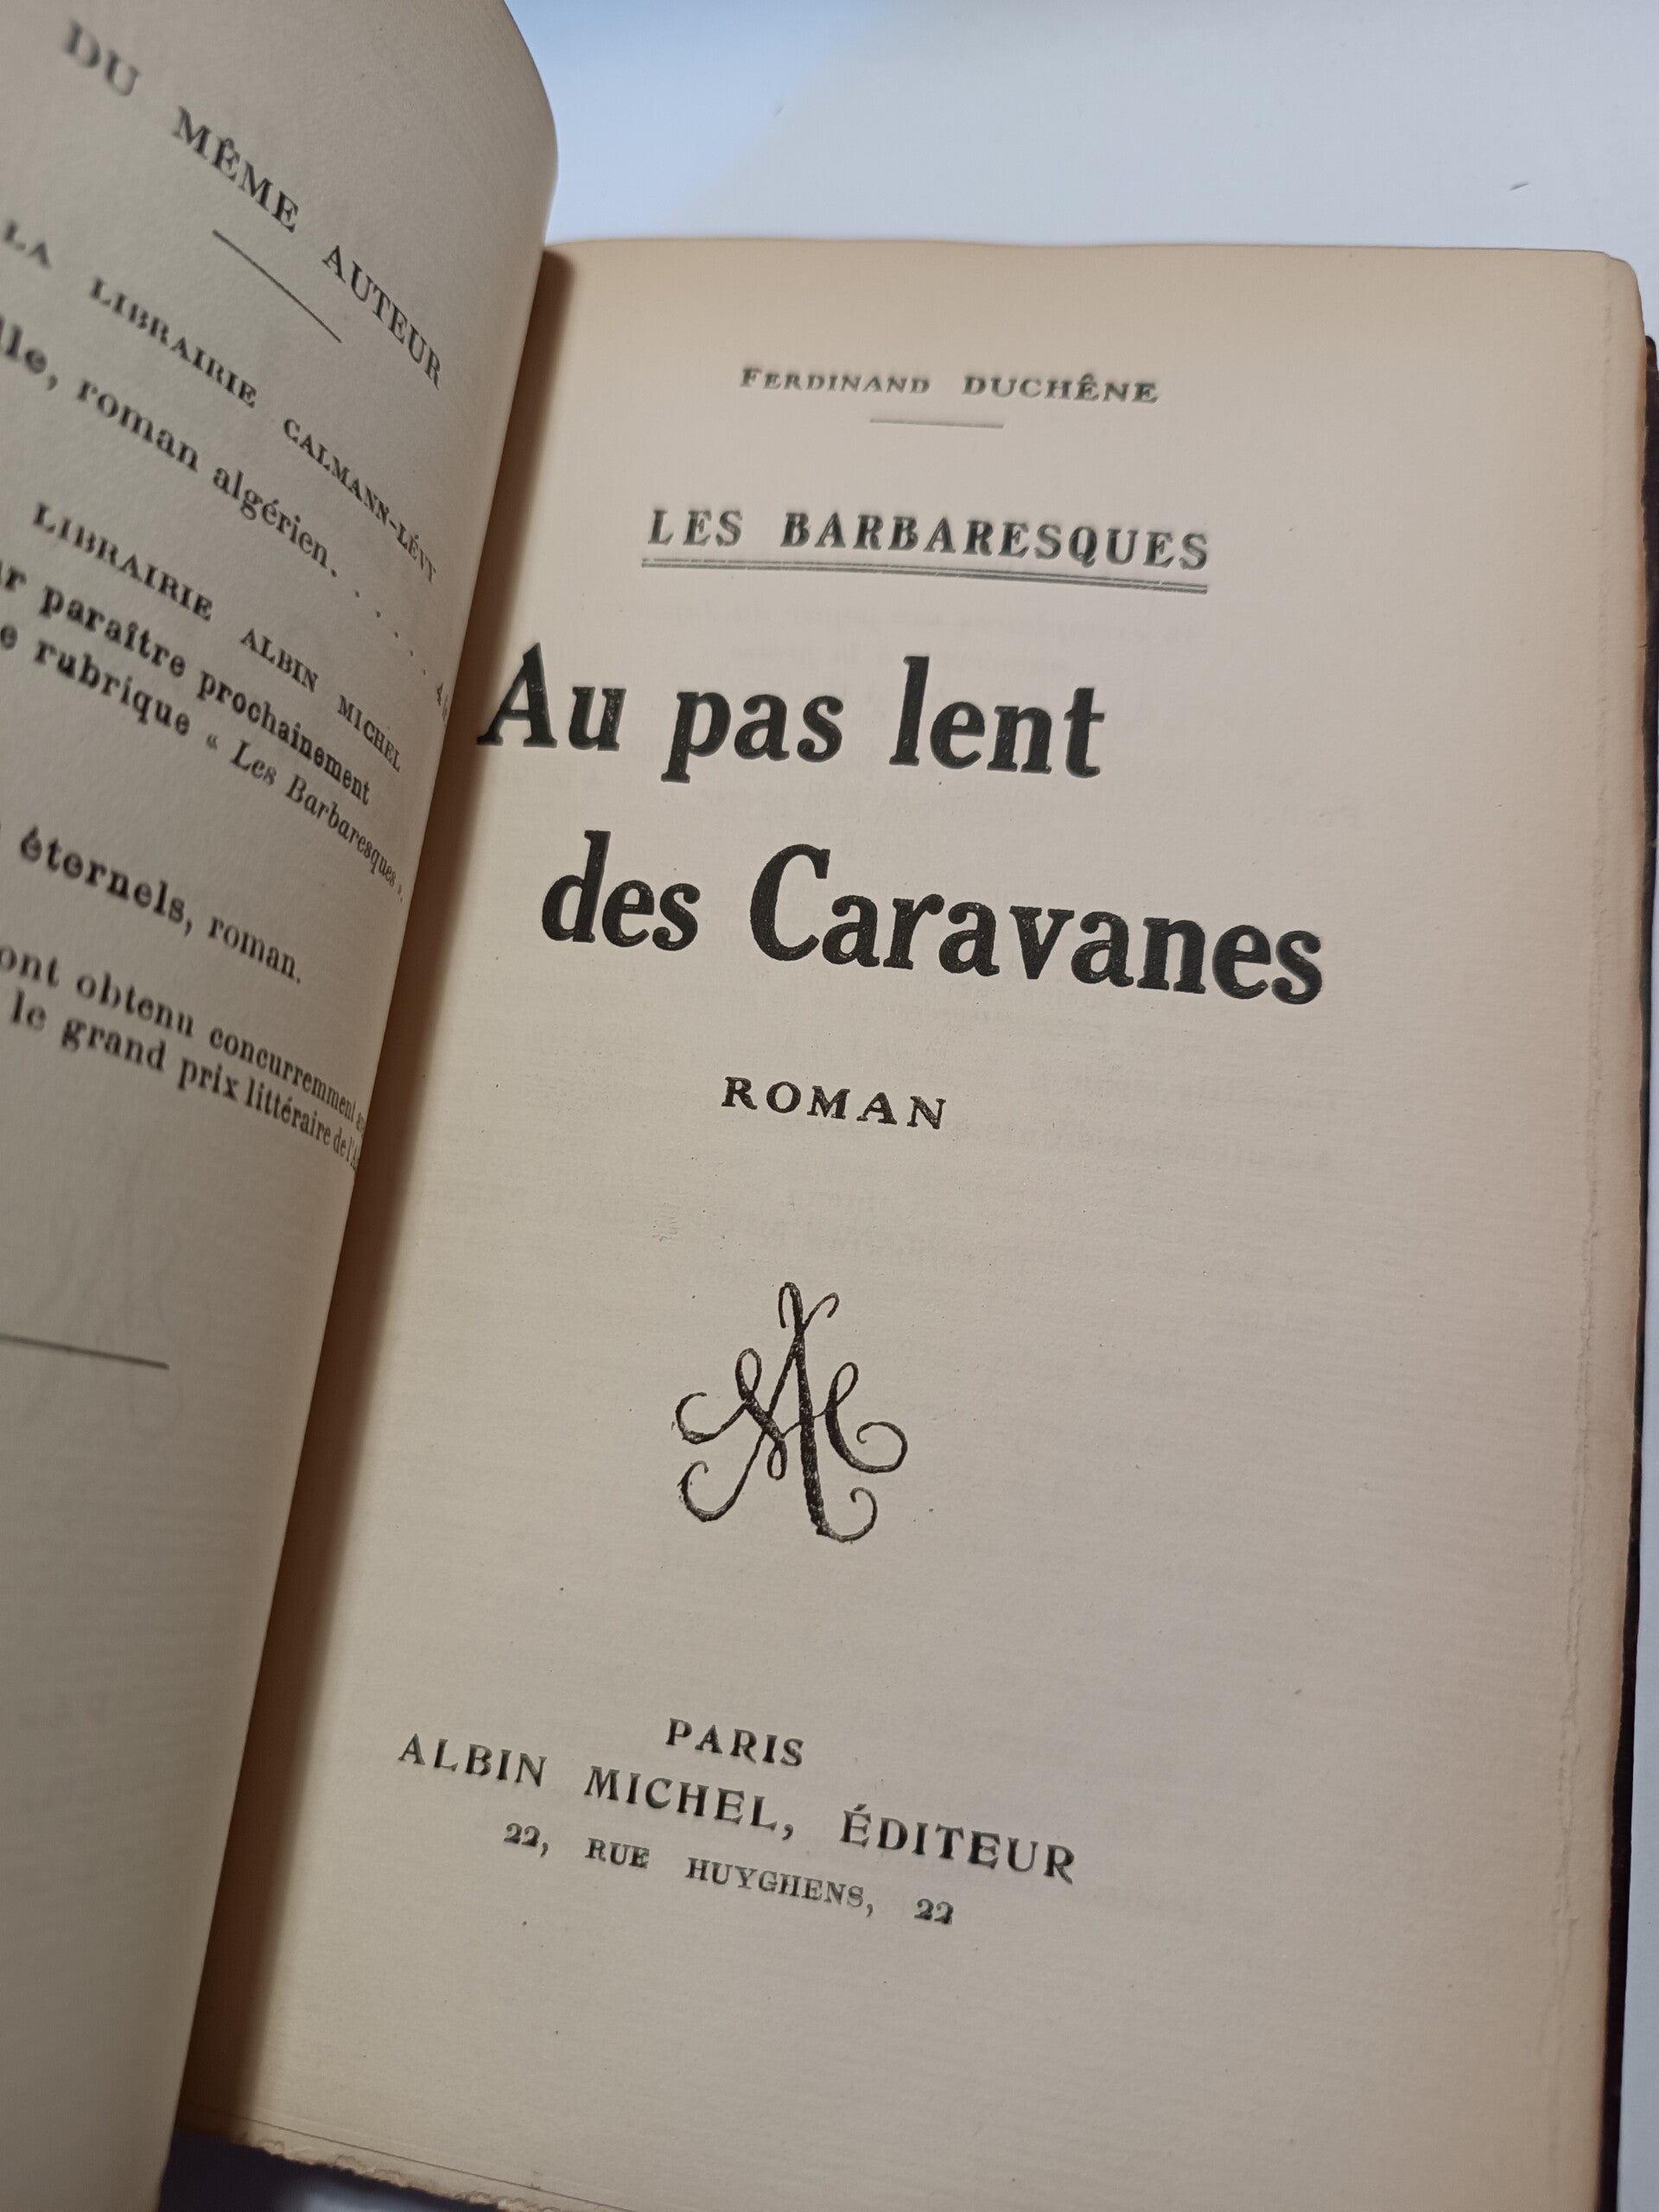 DU MÊME AUTEUR
LA LIBRAIRIE CALMANN-LÉVY
roman algérien. . . . .
LIBRAIRIE ALBIN MICHEL
paraître prochainement
rubrique « Les Barbaresques ».
éternels, roman.
ont obtenu concurremment
le grand prix littéraire de
FERDINAND DUCHÊNE
LES BARBARESQUES
Au pas lent
des Caravanes
ROMAN
PARIS
ALBIN MICHEL, ÉDITEUR
22, RUE HUYGHENS, 22